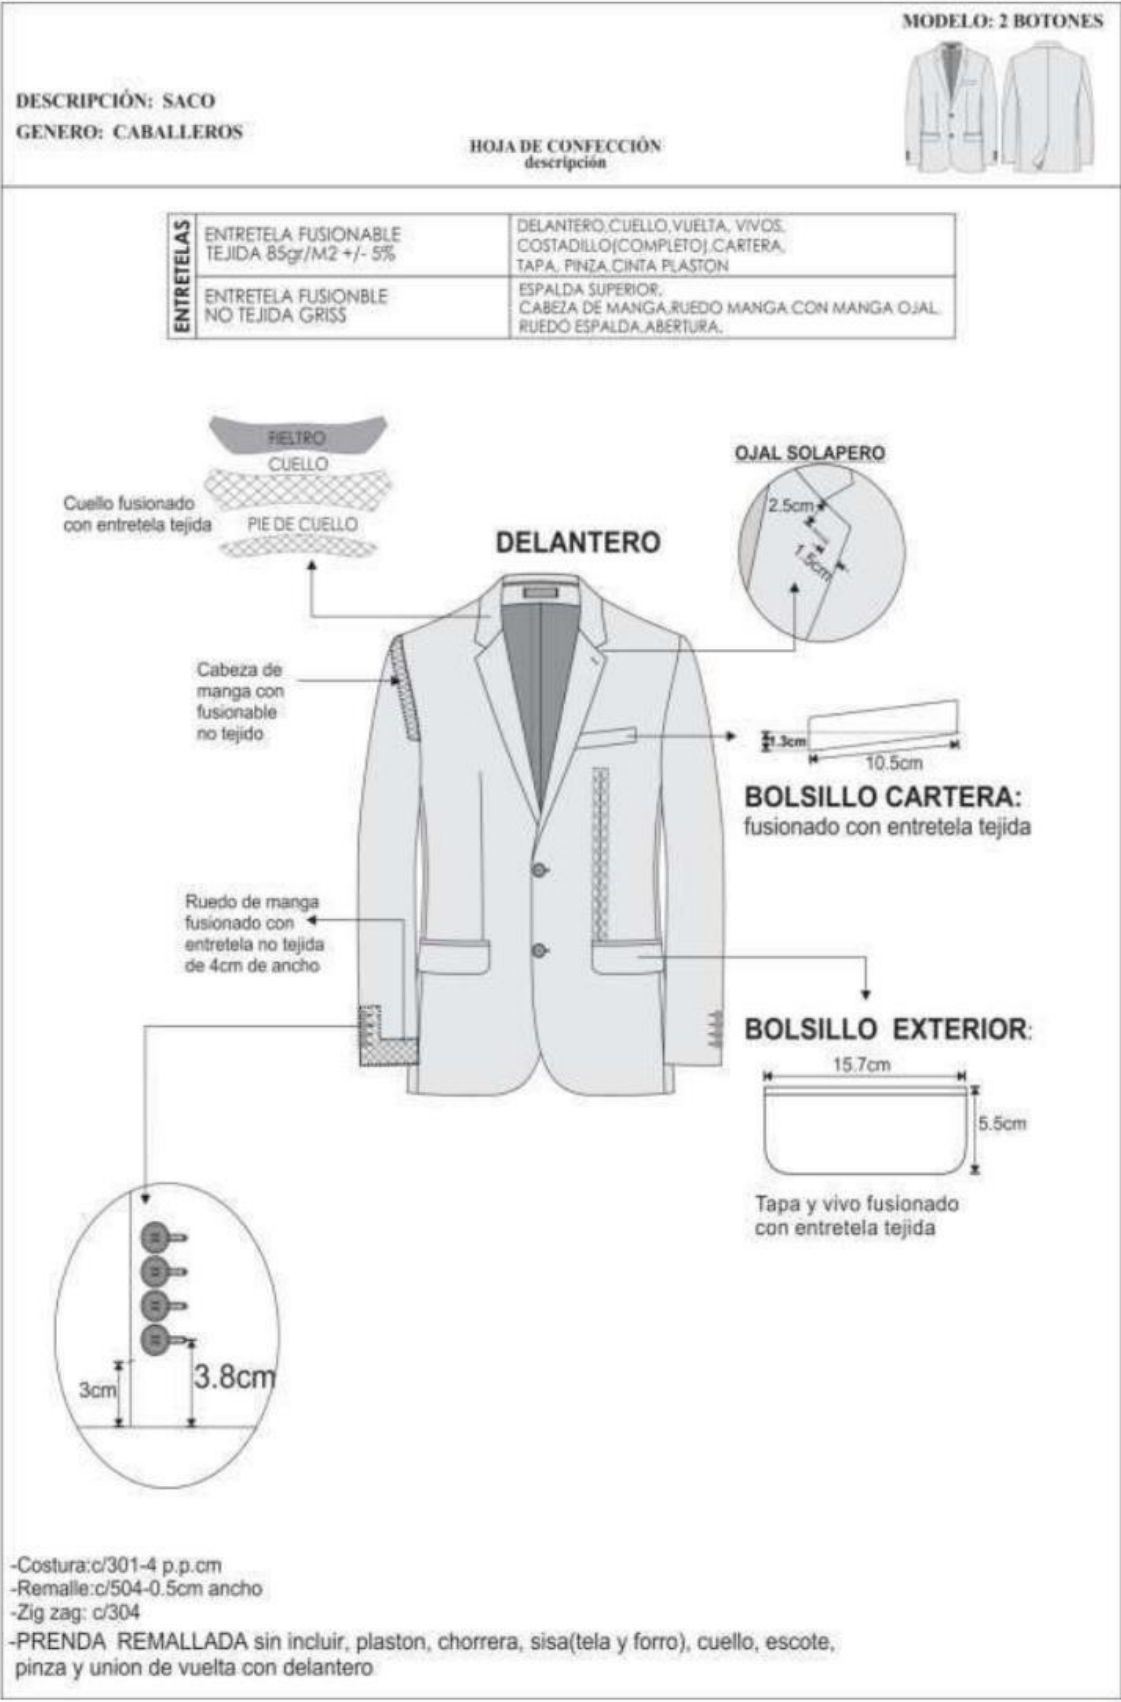 MODELO: 2 BOTONES
DESCRIPCIÓN: SACO
GENERO: CABALLEROS
HOJA DE CONFECCIÓN
descripción
ENTRETELAS
ENTRETELA FUSIONABLE
TEJIDA 85gr/M2 +/- 5%
DELANTERO,CUELLO,VUELTA, VIVOS,
COSTADILLO(COMPLETO),CARTERA,
TAPA, PINZA,CINTA PLASTON
ENTRETELA FUSIONBLE
NO TEJIDA GRISS
ESPALDA SUPERIOR,
CABEZA DE MANGA,RUEDO MANGA CON MANGA OJAL,
RUEDO ESPALDA,ABERTURA,
FIELTRO
CUELLO
Cuello fusionado
con entretela tejida
PIE DE CUELLO
DELANTERO
OJAL SOLAPERO
2.5cm
1.5cm
Cabeza de
manga con
fusionable
no tejido
1.3cm
10.5cm
BOLSILLO CARTERA:
fusionado con entretela tejida
Ruedo de manga
fusionado con
entretela no tejida
de 4cm de ancho
BOLSILLO EXTERIOR:
15.7cm
5.5cm
Tapa y vivo fusionado
con entretela tejida
3cm
3.8cm
-Costura:c/301-4 p.p.cm
-Remalle:c/504-0.5cm ancho
-Zig zag: c/304
-PRENDA REMALLADA sin incluir, plaston, chorrera, sisa(tela y forro), cuello, escote,
pinza y union de vuelta con delantero